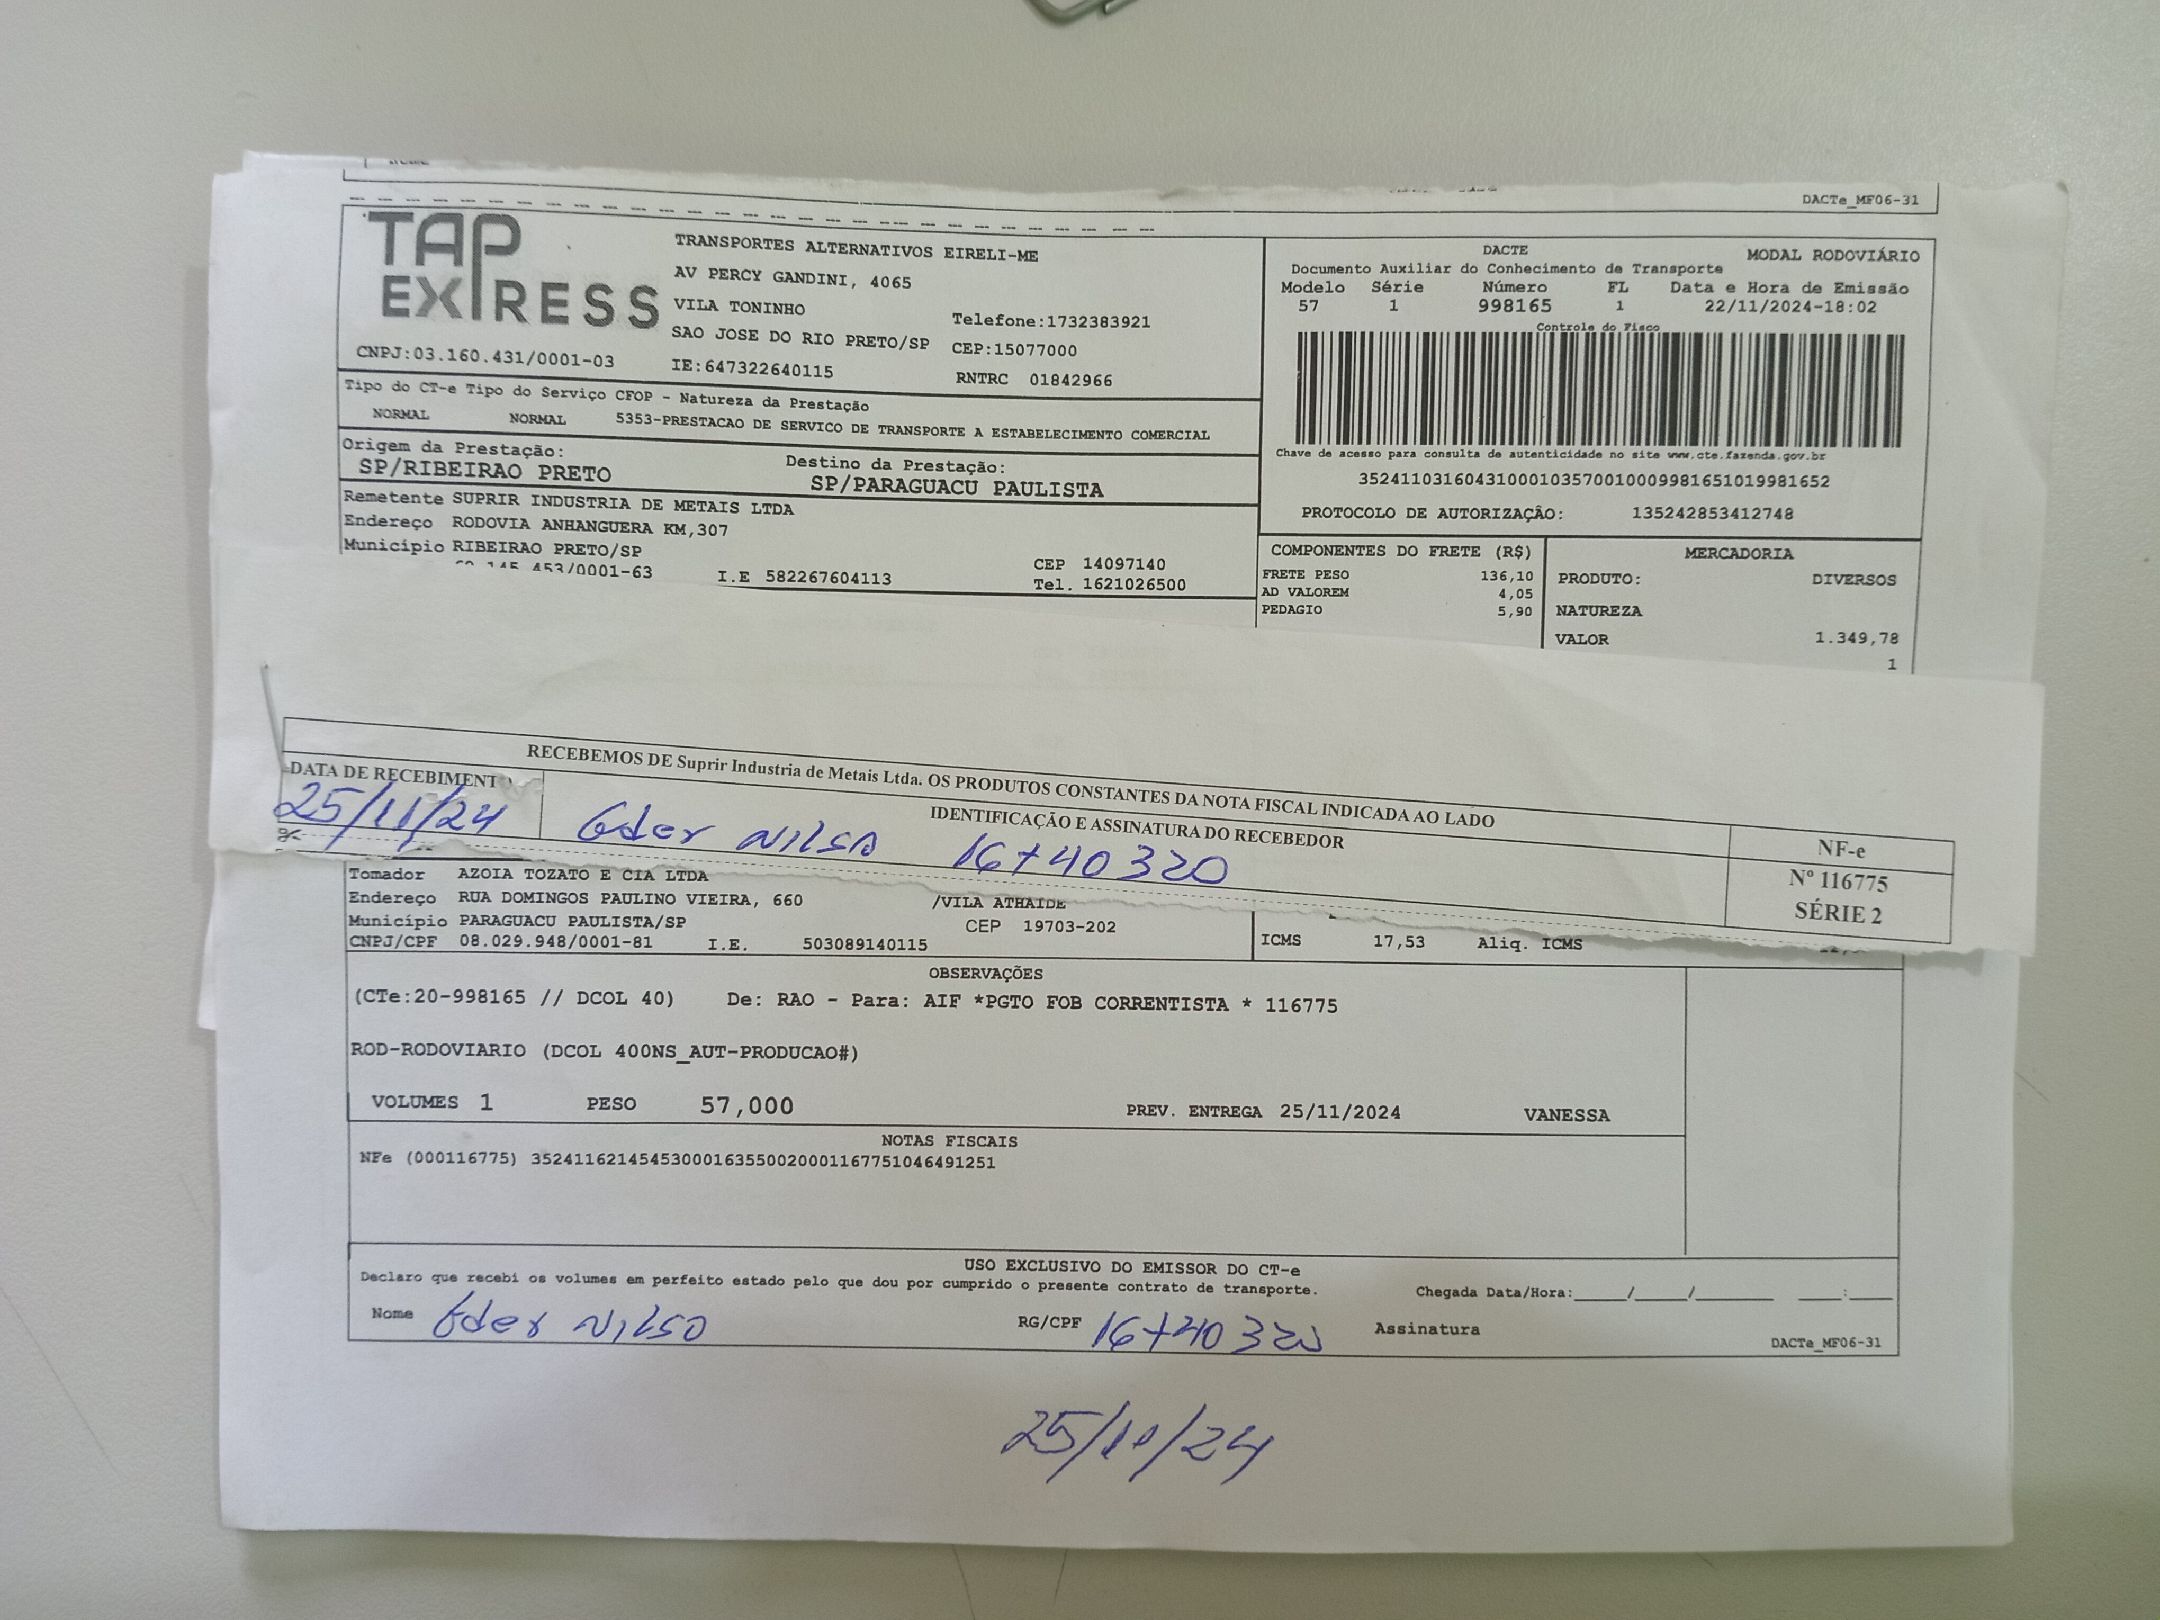 DACTe_MF06-31
TAP EXPRESS
TRANSPORTES ALTERNATIVOS EIRELI-ME
AV PERCY GANDINI, 4065
VILA TONINHO
Telefone:1732383921
SAO JOSE DO RIO PRETO/SP CEP:15077000
CNPJ:03.160.431/0001-03 IE:647322640115 RNTRC 01842966
DACTE MODAL RODOVIÁRIO
Documento Auxiliar do Conhecimento de Transporte
Modelo Série Número FL Data e Hora de Emissão
57 1 998165 1 22/11/2024-18:02
Controle do Fisco
Chave de acesso para consulta de autenticidade no site www.cte.fazenda.gov.br
35241103160431000103570010009981651019981652
PROTOCOLO DE AUTORIZAÇÃO: 135242853412748
Tipo do CT-e Tipo do Serviço CFOP - Natureza da Prestação
NORMAL NORMAL 5353-PRESTACAO DE SERVICO DE TRANSPORTE A ESTABELECIMENTO COMERCIAL
Origem da Prestação: Destino da Prestação:
SP/RIBEIRAO PRETO SP/PARAGUACU PAULISTA
Remetente SUPRIR INDUSTRIA DE METAIS LTDA
Endereço RODOVIA ANHANGUERA KM,307
Município RIBEIRAO PRETO/SP CEP 14097140
145 453/0001-63 I.E 582267604113 Tel. 1621026500
COMPONENTES DO FRETE (R$) MERCADORIA
FRETE PESO 136,10 PRODUTO: DIVERSOS
AD VALOREM 4,05
PEDAGIO 5,90 NATUREZA
VALOR 1.349,78
1
RECEBEMOS DE Suprir Industria de Metais Ltda. OS PRODUTOS CONSTANTES DA NOTA FISCAL INDICADA AO LADO
DATA DE RECEBIMENTO IDENTIFICAÇÃO E ASSINATURA DO RECEBEDOR
25/11/24 Eder Nilso 16740320
NF-e
Nº 116775
SÉRIE 2
Tomador AZOIA TOZATO E CIA LTDA
Endereço RUA DOMINGOS PAULINO VIEIRA, 660 /VILA ATHAIDE
Município PARAGUACU PAULISTA/SP CEP 19703-202
CNPJ/CPF 08.029.948/0001-81 I.E. 503089140115
ICMS 17,53 Aliq. ICMS
OBSERVAÇÕES
(CTe:20-998165 // DCOL 40) De: RAO - Para: AIF *PGTO FOB CORRENTISTA * 116775
ROD-RODOVIARIO (DCOL 400NS_AUT-PRODUCAO#)
VOLUMES 1 PESO 57,000 PREV. ENTREGA 25/11/2024 VANESSA
NOTAS FISCAIS
NFe (000116775) 35241162145453000163550020001167751046491251
USO EXCLUSIVO DO EMISSOR DO CT-e
Declaro que recebi os volumes em perfeito estado pelo que dou por cumprido o presente contrato de transporte. Chegada Data/Hora:_____/_____/________ ____:____
Nome Eder Nilso RG/CPF 16740320 Assinatura
DACTe_MF06-31
25/11/24